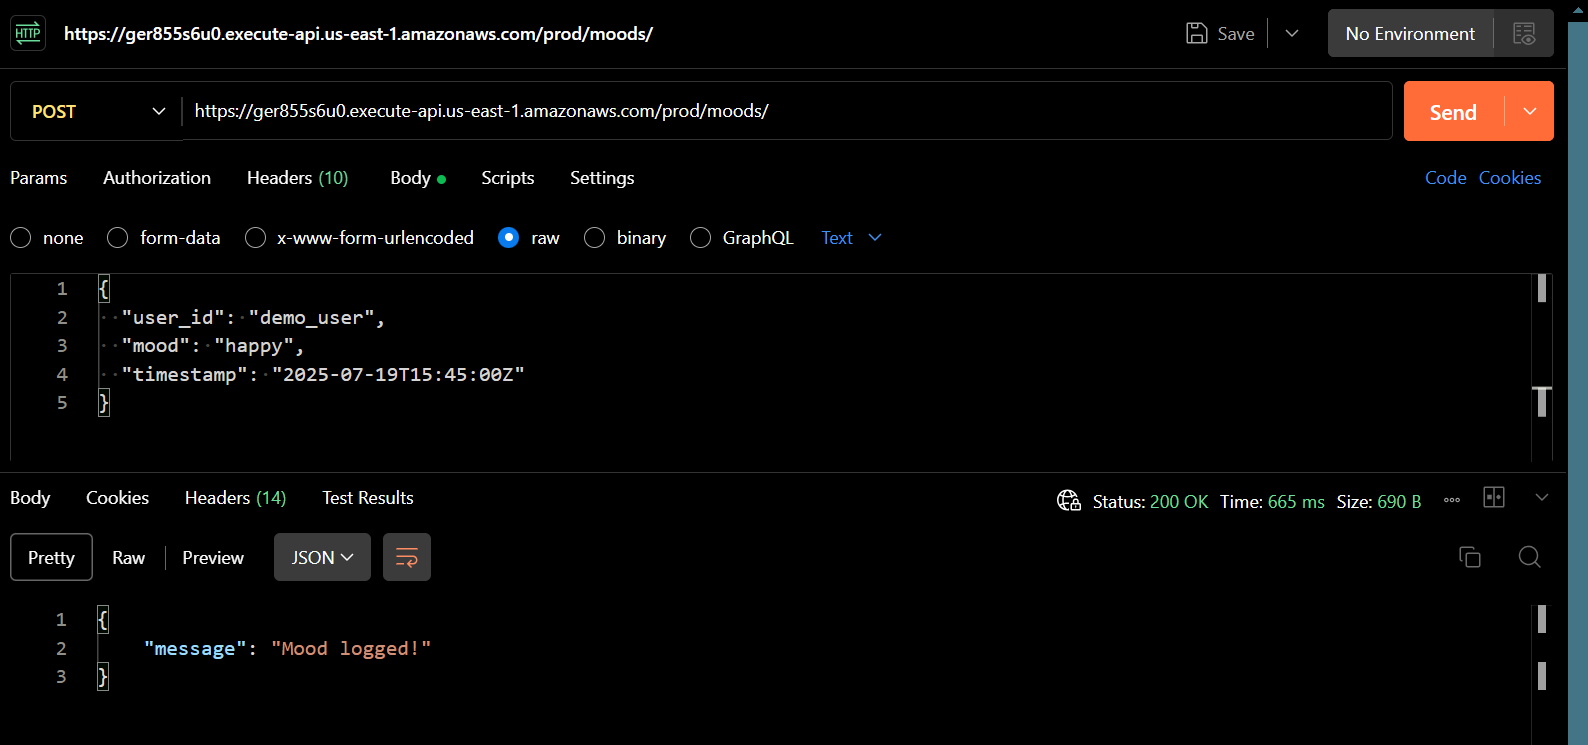 HTTP https://ger855s6u0.execute-api.us-east-1.amazonaws.com/prod/moods/ Save No Environment
POST https://ger855s6u0.execute-api.us-east-1.amazonaws.com/prod/moods/ Send
Params Authorization Headers (10) Body Scripts Settings Code Cookies
none form-data x-www-form-urlencoded raw binary GraphQL Text
1 {
2 "user_id": "demo_user",
3 "mood": "happy",
4 "timestamp": "2025-07-19T15:45:00Z"
5 }
Body Cookies Headers (14) Test Results Status: 200 OK Time: 665 ms Size: 690 B
Pretty Raw Preview JSON
1 {
2 "message": "Mood logged!"
3 }